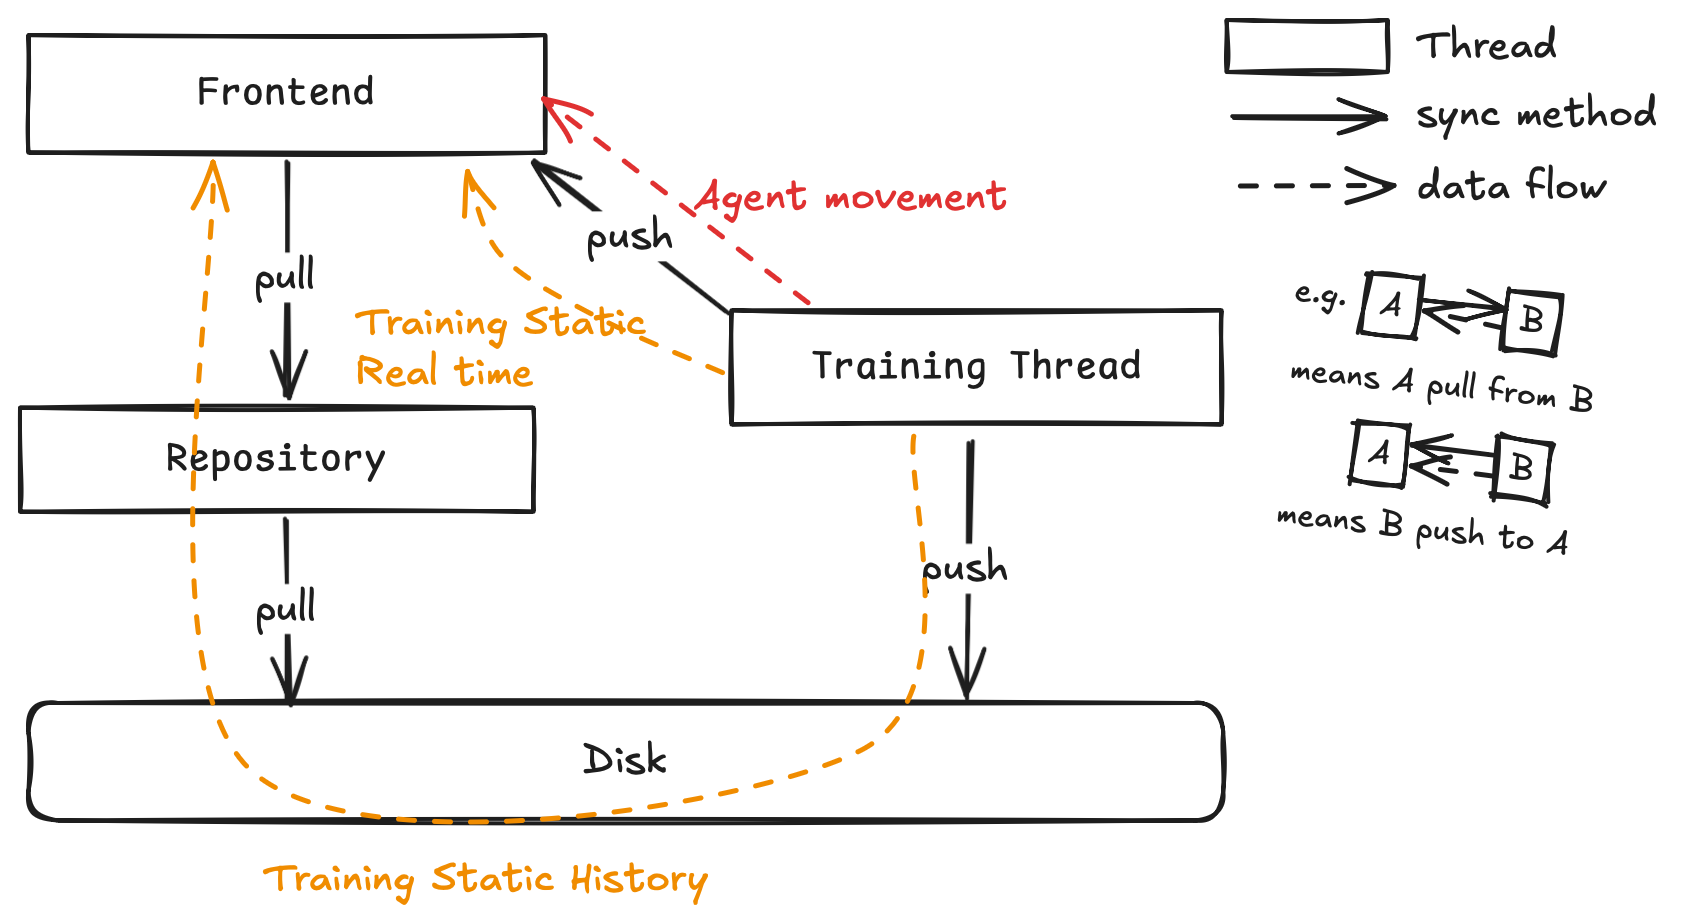 Frontend
Thread
sync method
data flow
Agent movement
push
pull
Training Static
Real time
Training Thread
e.g. A B
means A pull from B
Repository
A B
means B push to A
pull
push
Disk
Training Static History